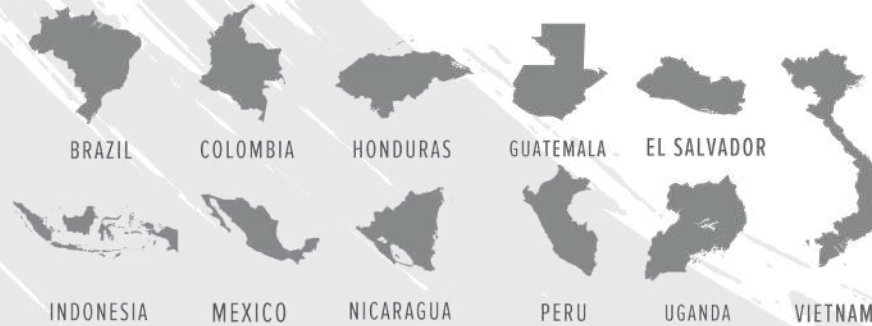 BRAZIL COLOMBIA HONDURAS GUATEMALA EL SALVADOR
INDONESIA MEXICO NICARAGUA PERU UGANDA VIETNAM